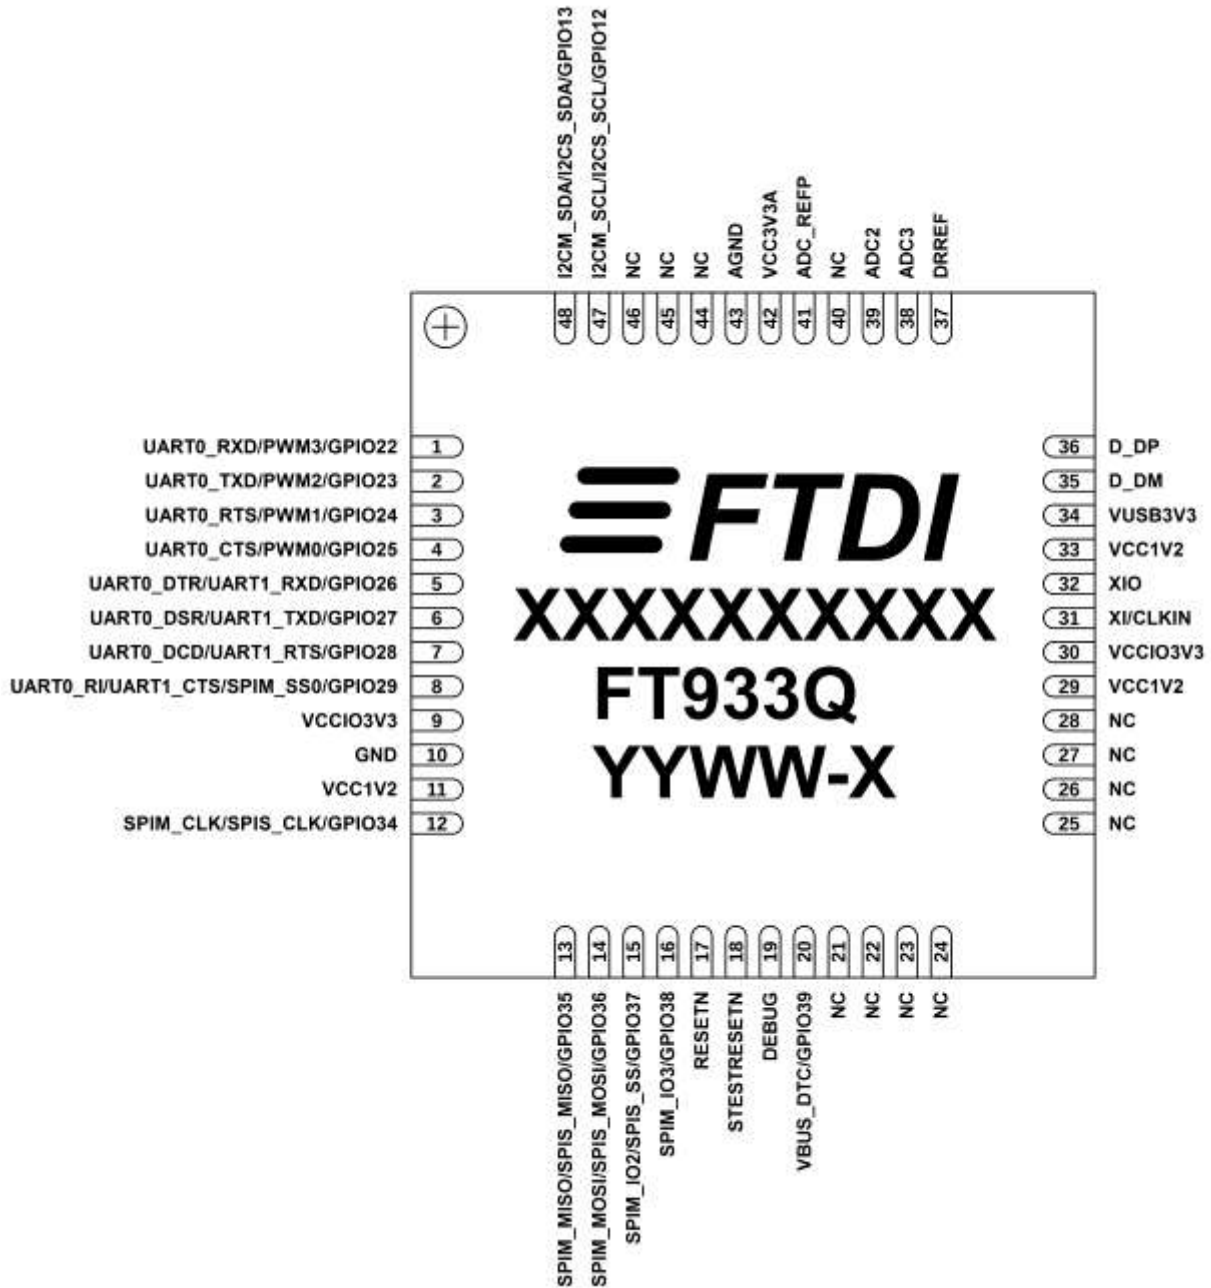 I2CM_SDA/I2CS_SDA/GPIO13
I2CM_SCL/I2CS_SCL/GPIO12
NC
NC
NC
AGND
VCC3V3A
ADC_REFP
NC
ADC2
ADC3
DRREF
48
47
46
45
44
43
42
41
40
39
38
37
UART0_RXD/PWM3/GPIO22 1
UART0_TXD/PWM2/GPIO23 2
UART0_RTS/PWM1/GPIO24 3
UART0_CTS/PWM0/GPIO25 4
UART0_DTR/UART1_RXD/GPIO26 5
UART0_DSR/UART1_TXD/GPIO27 6
UART0_DCD/UART1_RTS/GPIO28 7
UART0_RI/UART1_CTS/SPIM_SS0/GPIO29 8
VCCIO3V3 9
GND 10
VCC1V2 11
SPIM_CLK/SPIS_CLK/GPIO34 12
FTDI
XXXXXXXXXX
FT933Q
YYWW-X
36 D_DP
35 D_DM
34 VUSB3V3
33 VCC1V2
32 XIO
31 XI/CLKIN
30 VCCIO3V3
29 VCC1V2
28 NC
27 NC
26 NC
25 NC
13
14
15
16
17
18
19
20
21
22
23
24
SPIM_MISO/SPIS_MISO/GPIO35
SPIM_MOSI/SPIS_MOSI/GPIO36
SPIM_IO2/SPIS_SS/GPIO37
SPIM_IO3/GPIO38
RESETN
STESTRESETN
DEBUG
VBUS_DTC/GPIO39
NC
NC
NC
NC